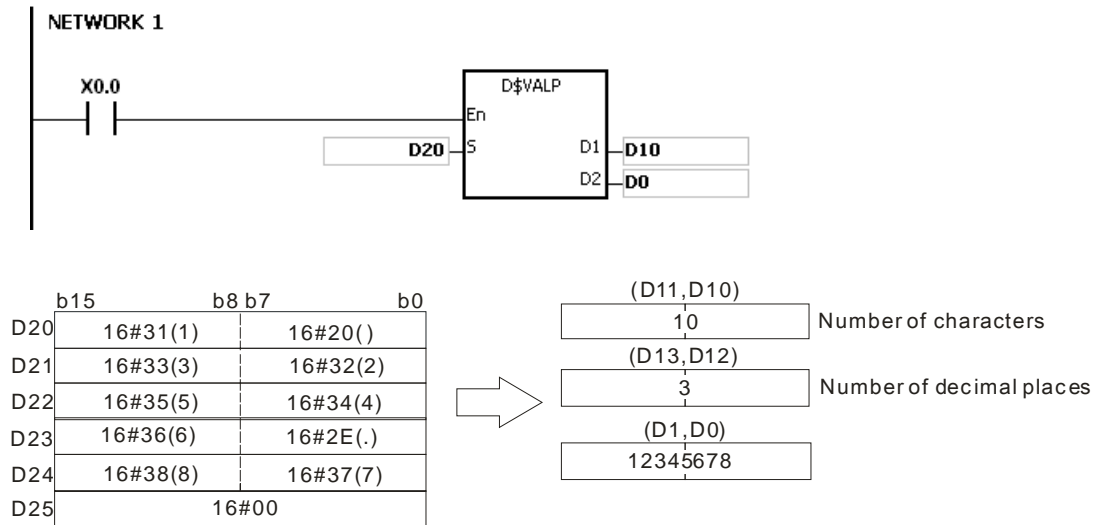 NETWORK 1
X0.0
D$VALP
En
D20 S D1 D10
D2 D0
b15 b8 b7 b0
D20 16#31(1) 16#20( )
D21 16#33(3) 16#32(2)
D22 16#35(5) 16#34(4)
D23 16#36(6) 16#2E(.)
D24 16#38(8) 16#37(7)
D25 16#00
(D11,D10)
10 Number of characters
(D13,D12)
3 Number of decimal places
(D1,D0)
12345678